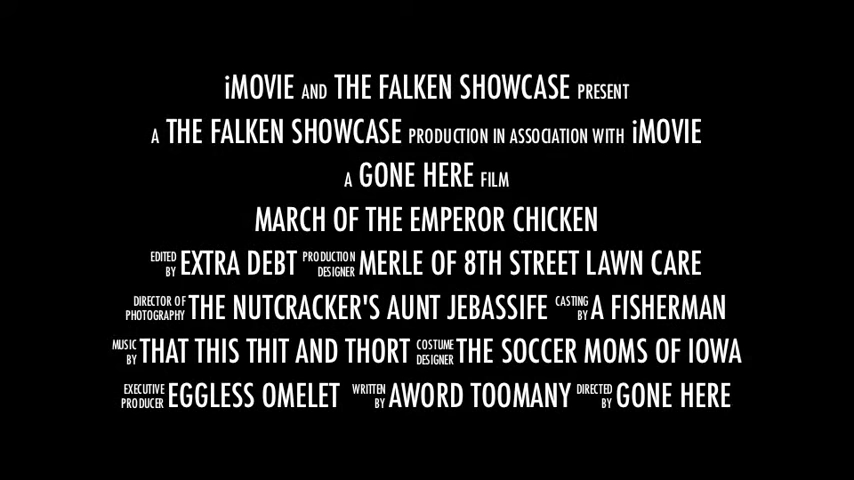 iMOVIE AND THE FALKEN SHOWCASE PRESENT
A THE FALKEN SHOWCASE PRODUCTION IN ASSOCIATION WITH iMOVIE
A GONE HERE FILM
MARCH OF THE EMPEROR CHICKEN
EDITED BY EXTRA DEBT PRODUCTION DESIGNER MERLE OF 8TH STREET LAWN CARE
DIRECTOR OF PHOTOGRAPHY THE NUTCRACKER'S AUNT JEBASSIFE CASTING BY A FISHERMAN
MUSIC BY THAT THIS THIT AND THORT COSTUME DESIGNER THE SOCCER MOMS OF IOWA
EXECUTIVE PRODUCER EGGLESS OMELET WRITTEN BY AWORD TOOMANY DIRECTED BY GONE HERE